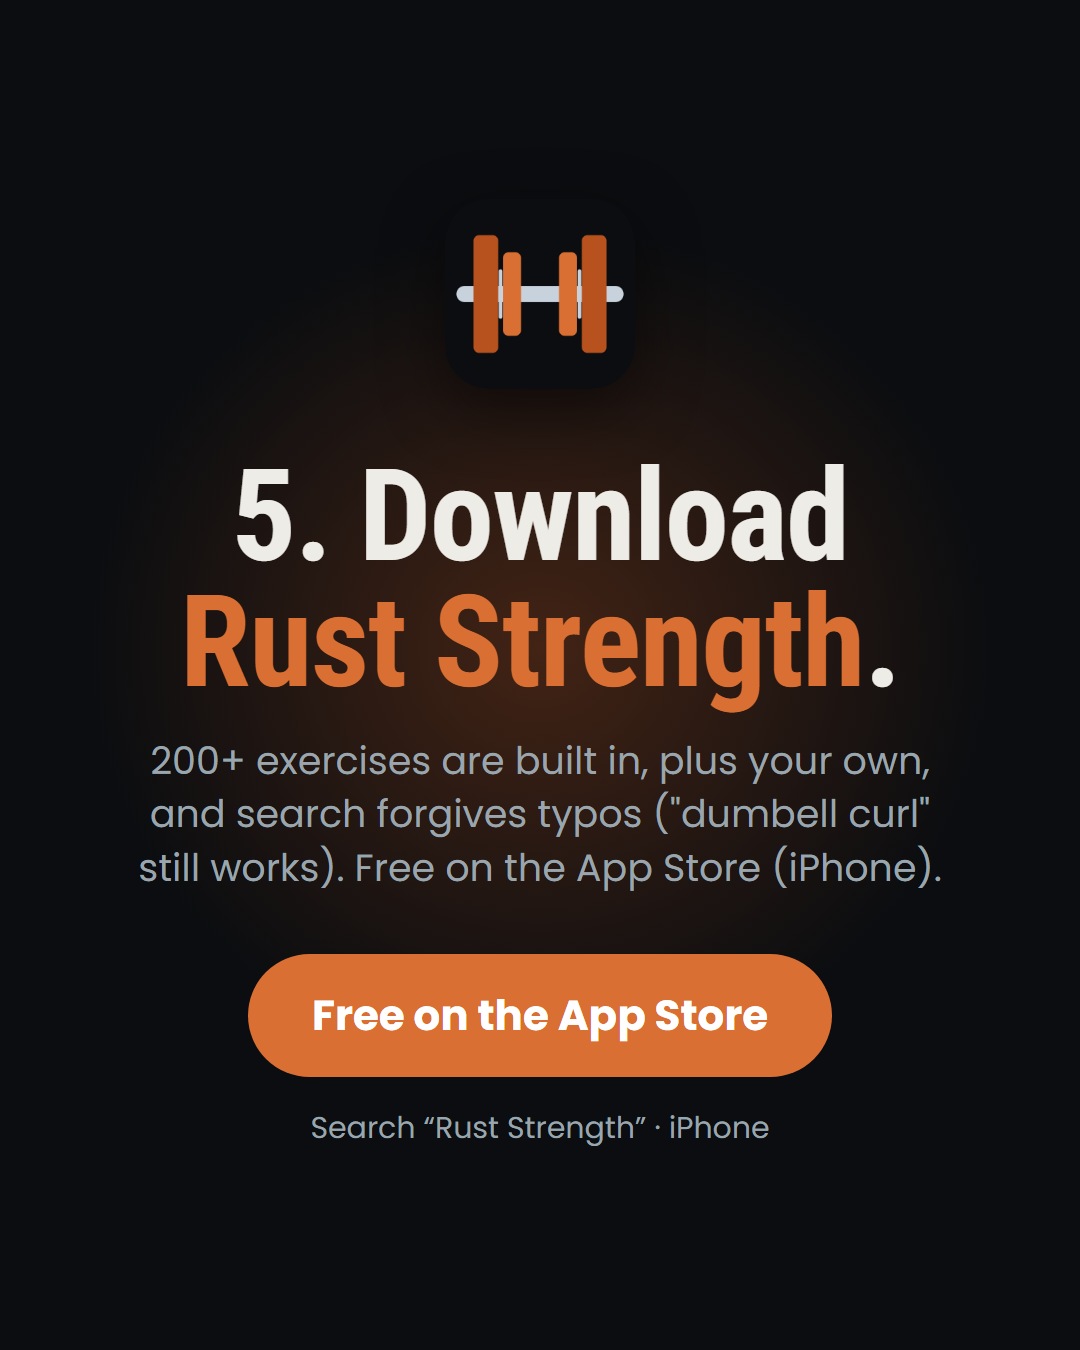 5. Download
Rust Strength.
200+ exercises are built in, plus your own,
and search forgives typos ("dumbell curl"
still works). Free on the App Store (iPhone).
Free on the App Store
Search “Rust Strength” · iPhone